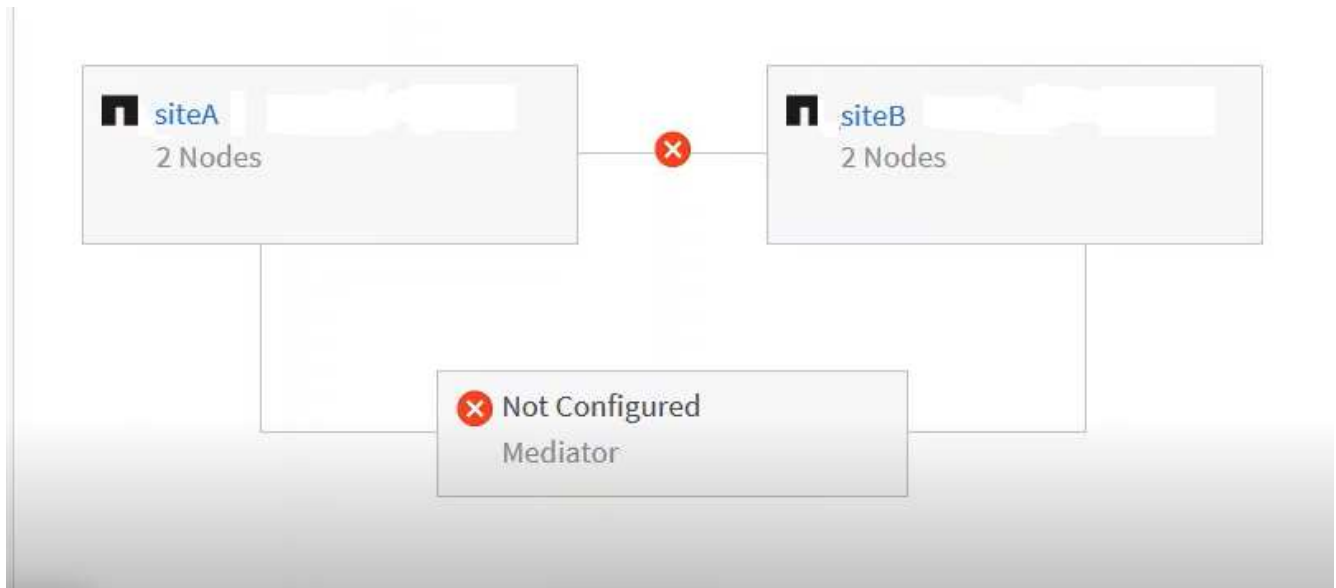 siteA
2 Nodes
siteB
2 Nodes
Not Configured
Mediator